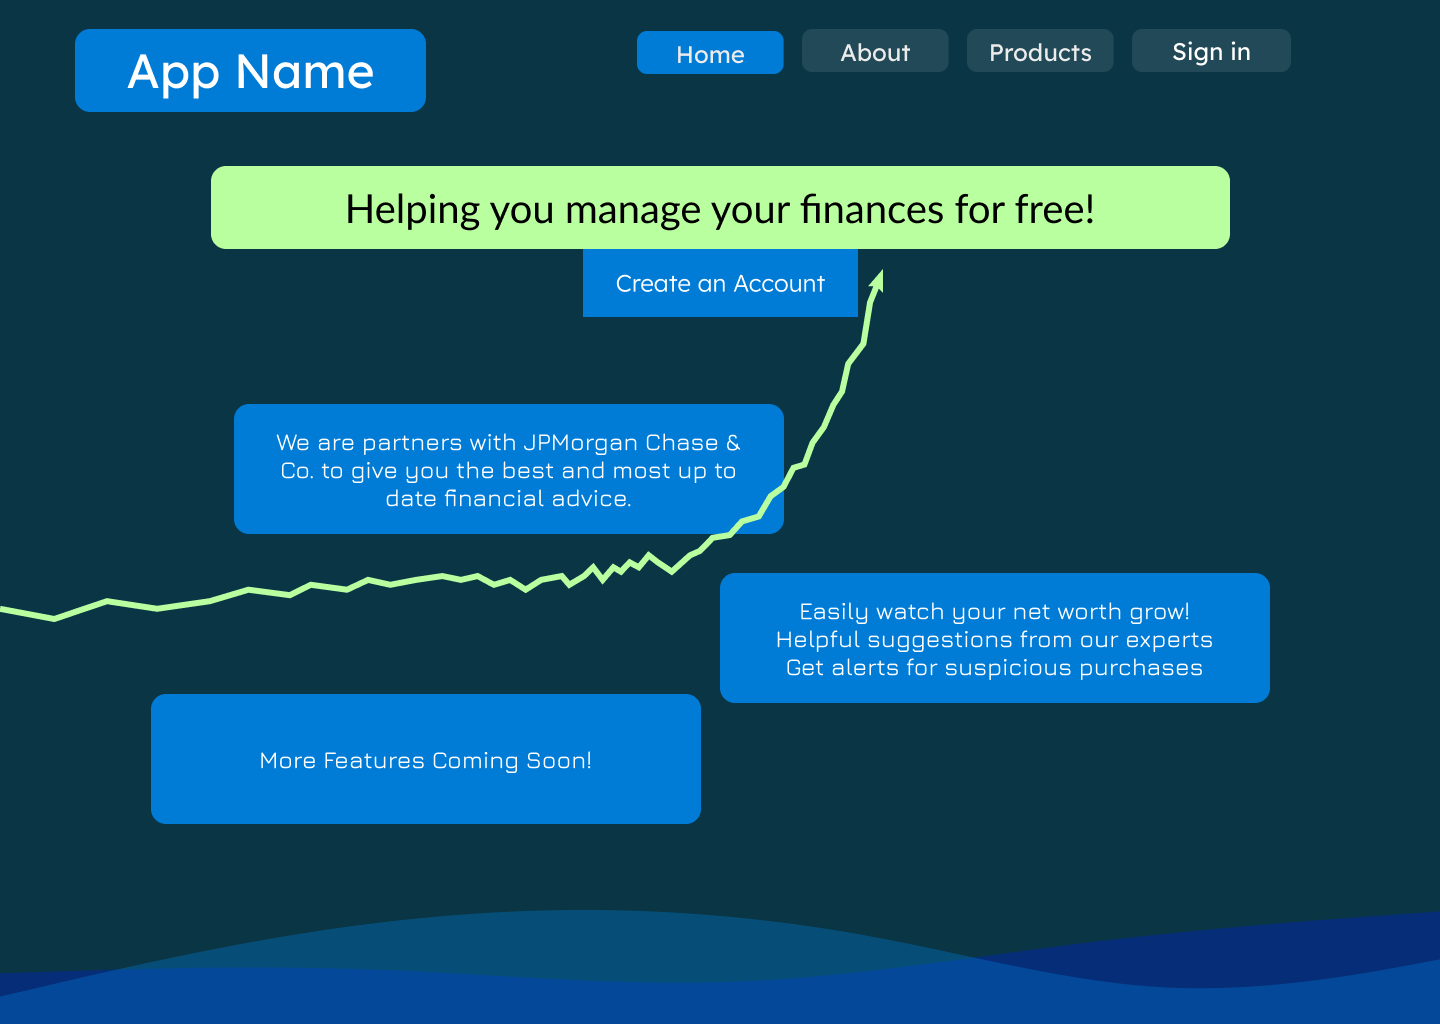 App Name
Home
About
Products
Sign in
Helping you manage your finances for free!
Create an Account
We are partners with JPMorgan Chase &
Co. to give you the best and most up to
date financial advice.
Easily watch your net worth grow!
Helpful suggestions from our experts
Get alerts for suspicious purchases
More Features Coming Soon!